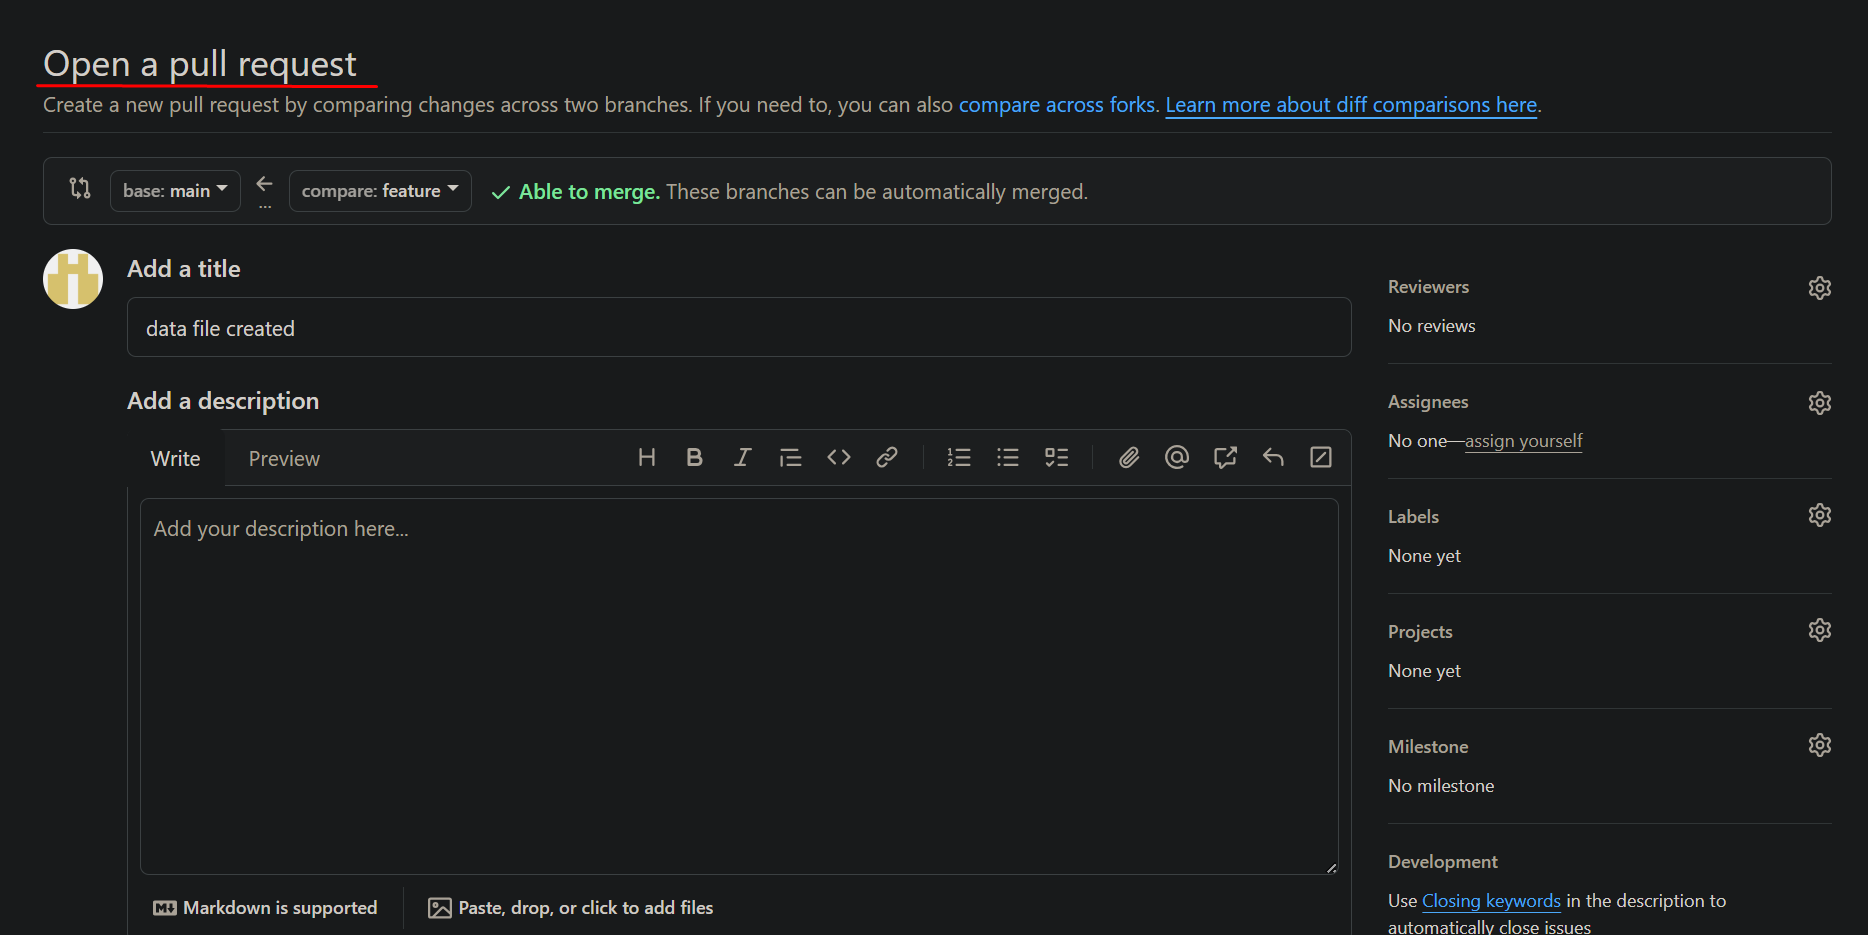 Open a pull request
Create a new pull request by comparing changes across two branches. If you need to, you can also compare across forks. Learn more about diff comparisons here.
base: main
...
compare: feature
Able to merge. These branches can be automatically merged.
Add a title
data file created
Add a description
Write
Preview
Add your description here...
Markdown is supported
Paste, drop, or click to add files
Reviewers
No reviews
Assignees
No one—assign yourself
Labels
None yet
Projects
None yet
Milestone
No milestone
Development
Use Closing keywords in the description to
automatically close issues